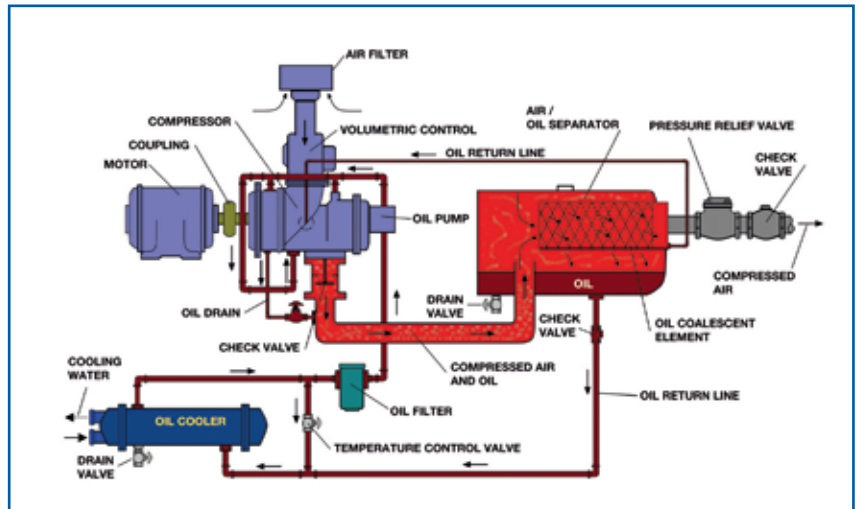 AIR FILTER
COMPRESSOR
VOLUMETRIC CONTROL
COUPLING
MOTOR
OIL RETURN LINE
AIR /
OIL SEPARATOR
PRESSURE RELIEF VALVE
CHECK
VALVE
OIL PUMP
COMPRESSED
AIR
OIL
DRAIN
VALVE
OIL DRAIN
CHECK
VALVE
OIL COALESCENT
ELEMENT
CHECK VALVE
COMPRESSED AIR
AND OIL
COOLING
WATER
OIL RETURN LINE
OIL FILTER
OIL COOLER
TEMPERATURE CONTROL VALVE
DRAIN
VALVE